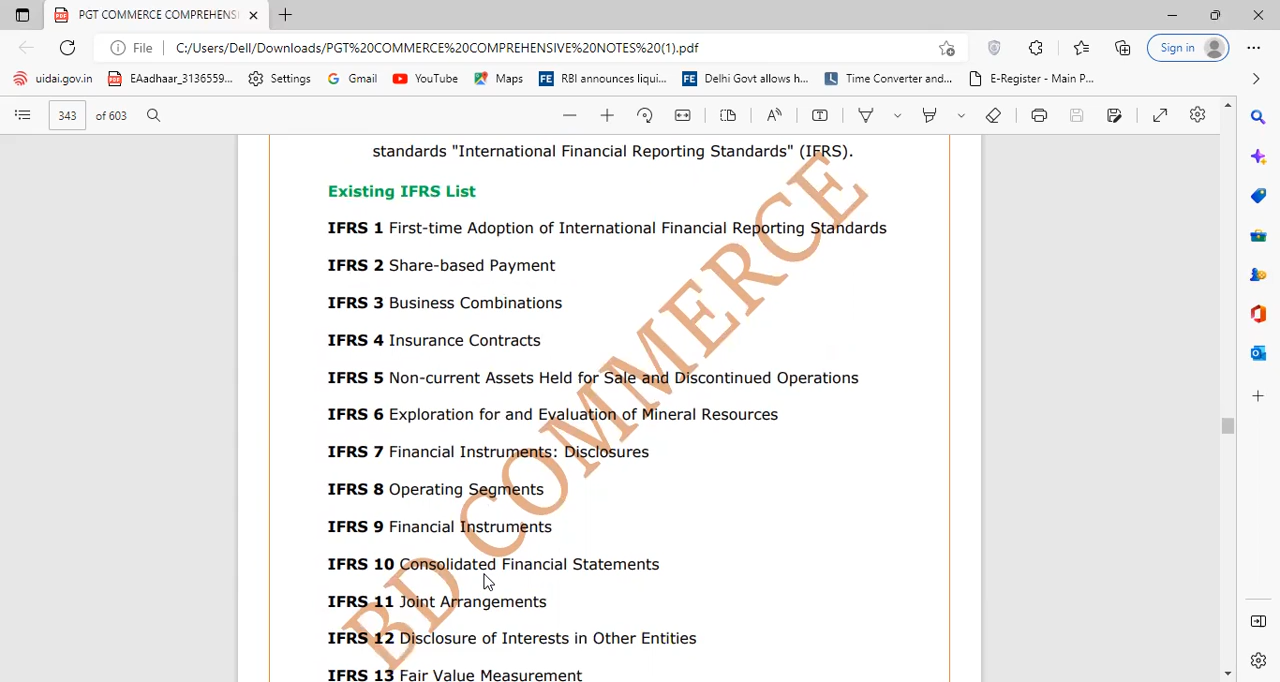 PGT COMMERCE COMPREHENSI
File C:/Users/Dell/Downloads/PGT%20COMMERCE%20COMPREHENSIVE%20NOTES%20(1).pdf Sign in
uidai.gov.in EAadhaar_3136559... Settings Gmail YouTube Maps RBI announces liqui... Delhi Govt allows h... Time Converter and... E-Register - Main P...
343 of 603
standards "International Financial Reporting Standards" (IFRS).
Existing IFRS List
IFRS 1 First-time Adoption of International Financial Reporting Standards
IFRS 2 Share-based Payment
IFRS 3 Business Combinations
IFRS 4 Insurance Contracts
IFRS 5 Non-current Assets Held for Sale and Discontinued Operations
IFRS 6 Exploration for and Evaluation of Mineral Resources
IFRS 7 Financial Instruments: Disclosures
IFRS 8 Operating Segments
IFRS 9 Financial Instruments
IFRS 10 Consolidated Financial Statements
IFRS 11 Joint Arrangements
IFRS 12 Disclosure of Interests in Other Entities
IFRS 13 Fair Value Measurement
BD COMMERCE